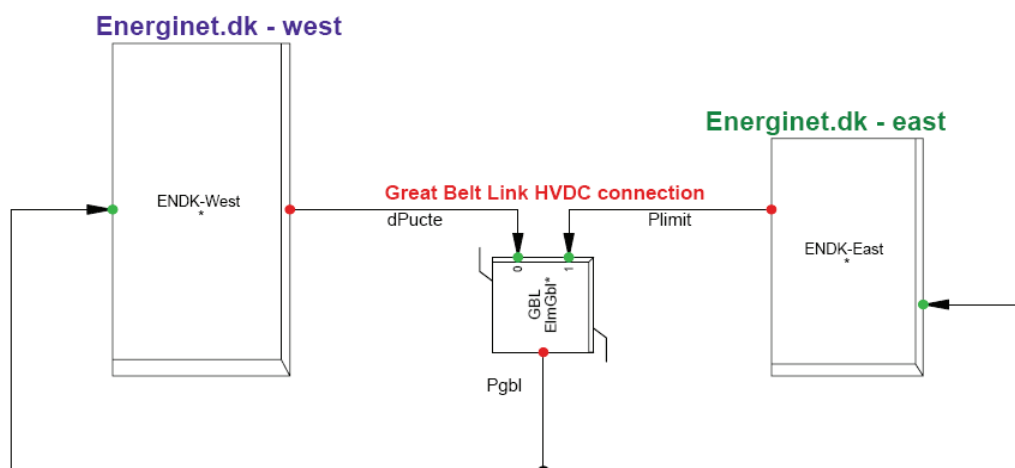 Energinet.dk - west
Energinet.dk - east
Great Belt Link HVDC connection
ENDK-West
*
dPucte
Plimit
ENDK-East
*
0
1
GBL
ElmGbl*
Pgbl